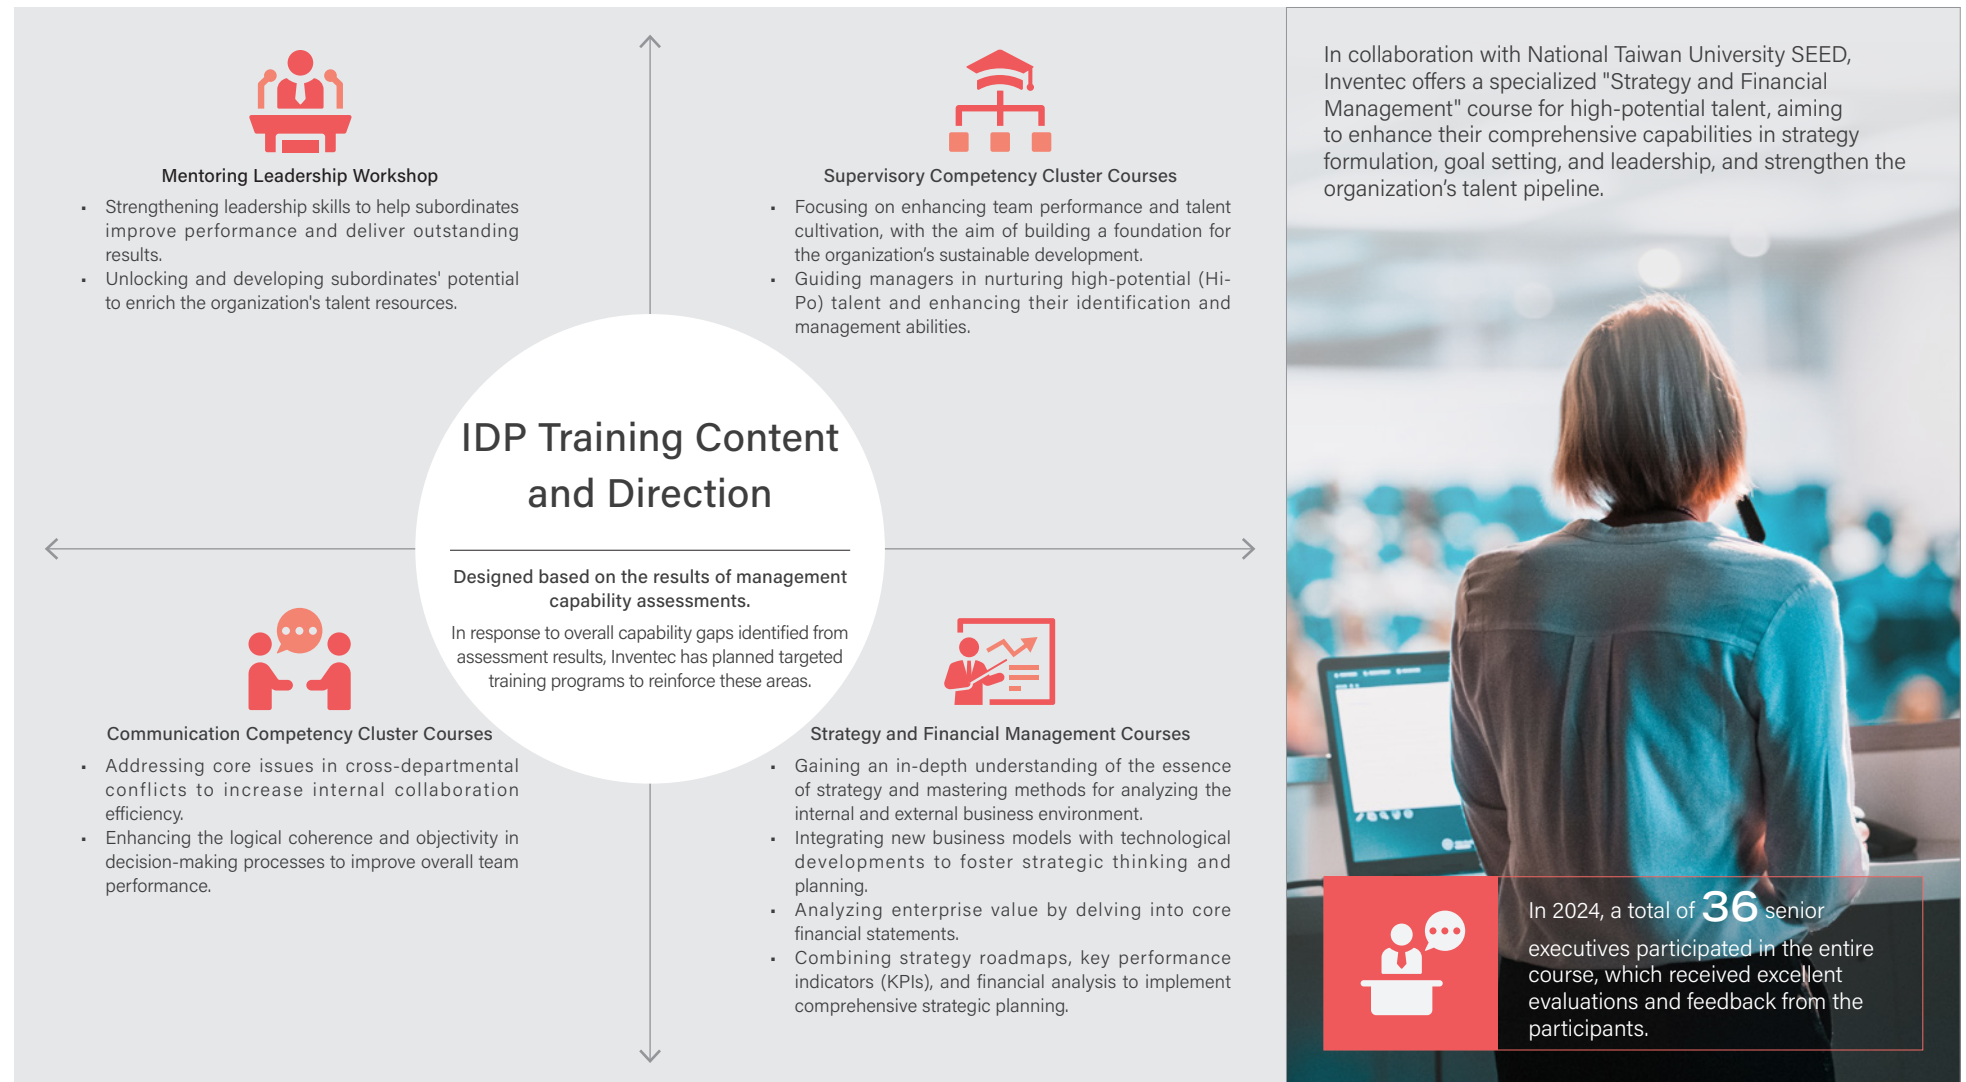 Mentoring Leadership Workshop
▪ Strengthening leadership skills to help subordinates
improve performance and deliver outstanding
results.
▪ Unlocking and developing subordinates' potential
to enrich the organization's talent resources.
Supervisory Competency Cluster Courses
▪ Focusing on enhancing team performance and talent
cultivation, with the aim of building a foundation for
the organization’s sustainable development.
▪ Guiding managers in nurturing high-potential (Hi-
Po) talent and enhancing their identification and
management abilities.
IDP Training Content
and Direction
Designed based on the results of management
capability assessments.
In response to overall capability gaps identified from
assessment results, Inventec has planned targeted
training programs to reinforce these areas.
Communication Competency Cluster Courses
▪ Addressing core issues in cross-departmental
conflicts to increase internal collaboration
efficiency.
▪ Enhancing the logical coherence and objectivity in
decision-making processes to improve overall team
performance.
Strategy and Financial Management Courses
▪ Gaining an in-depth understanding of the essence
of strategy and mastering methods for analyzing the
internal and external business environment.
▪ Integrating new business models with technological
developments to foster strategic thinking and
planning.
▪ Analyzing enterprise value by delving into core
financial statements.
▪ Combining strategy roadmaps, key performance
indicators (KPIs), and financial analysis to implement
comprehensive strategic planning.
In collaboration with National Taiwan University SEED,
Inventec offers a specialized "Strategy and Financial
Management" course for high-potential talent, aiming
to enhance their comprehensive capabilities in strategy
formulation, goal setting, and leadership, and strengthen the
organization’s talent pipeline.
In 2024, a total of 36 senior
executives participated in the entire
course, which received excellent
evaluations and feedback from the
participants.